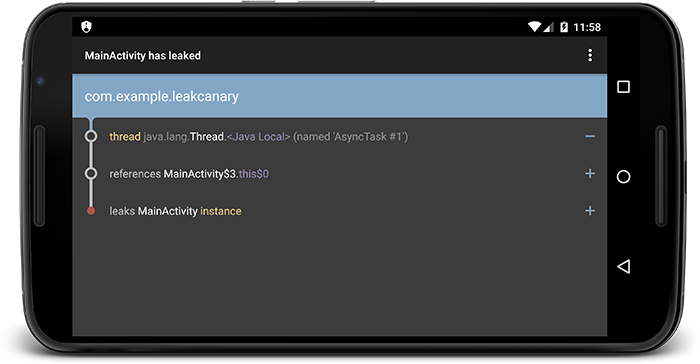 11:58
MainActivity has leaked
com.example.leakcanary
thread java.lang.Thread.<Java Local> (named 'AsyncTask #1')
references MainActivity$3.this$0
leaks MainActivity instance